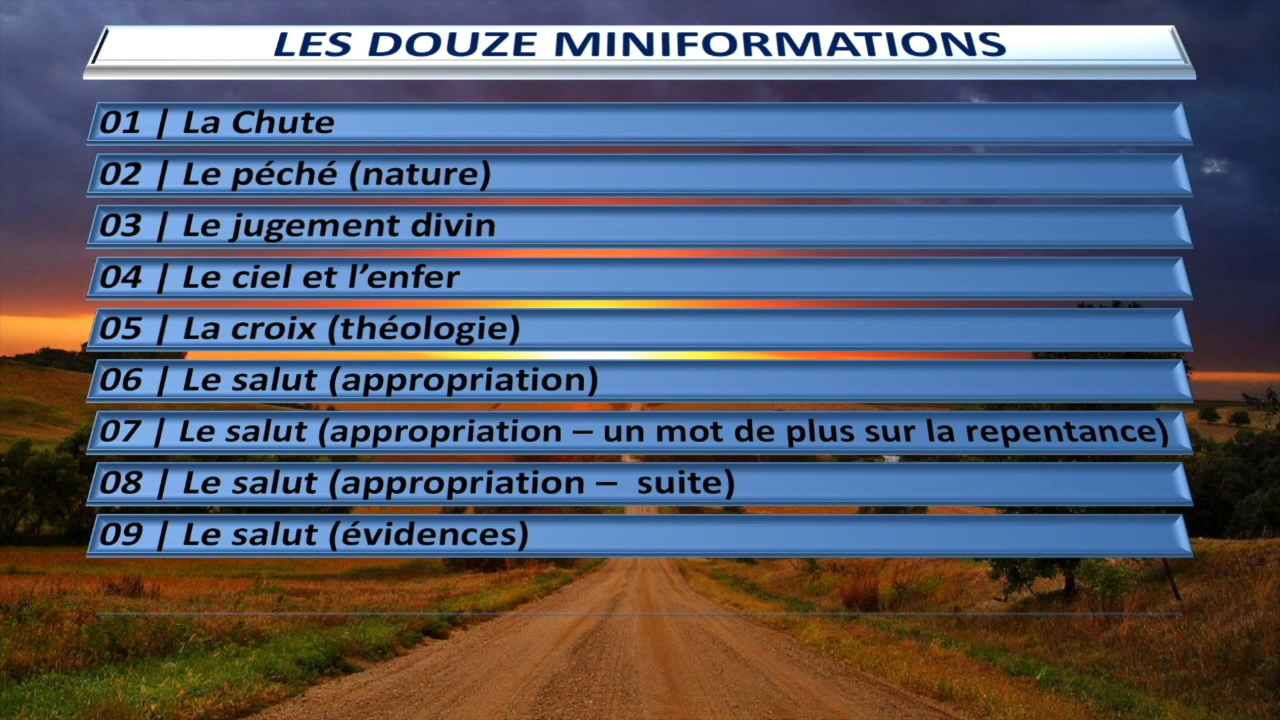 LES DOUZE MINIFORMATIONS
01 | La Chute
02 | Le péché (nature)
03 | Le jugement divin
04 | Le ciel et l’enfer
05 | La croix (théologie)
06 | Le salut (appropriation)
07 | Le salut (appropriation – un mot de plus sur la repentance)
08 | Le salut (appropriation – suite)
09 | Le salut (évidences)